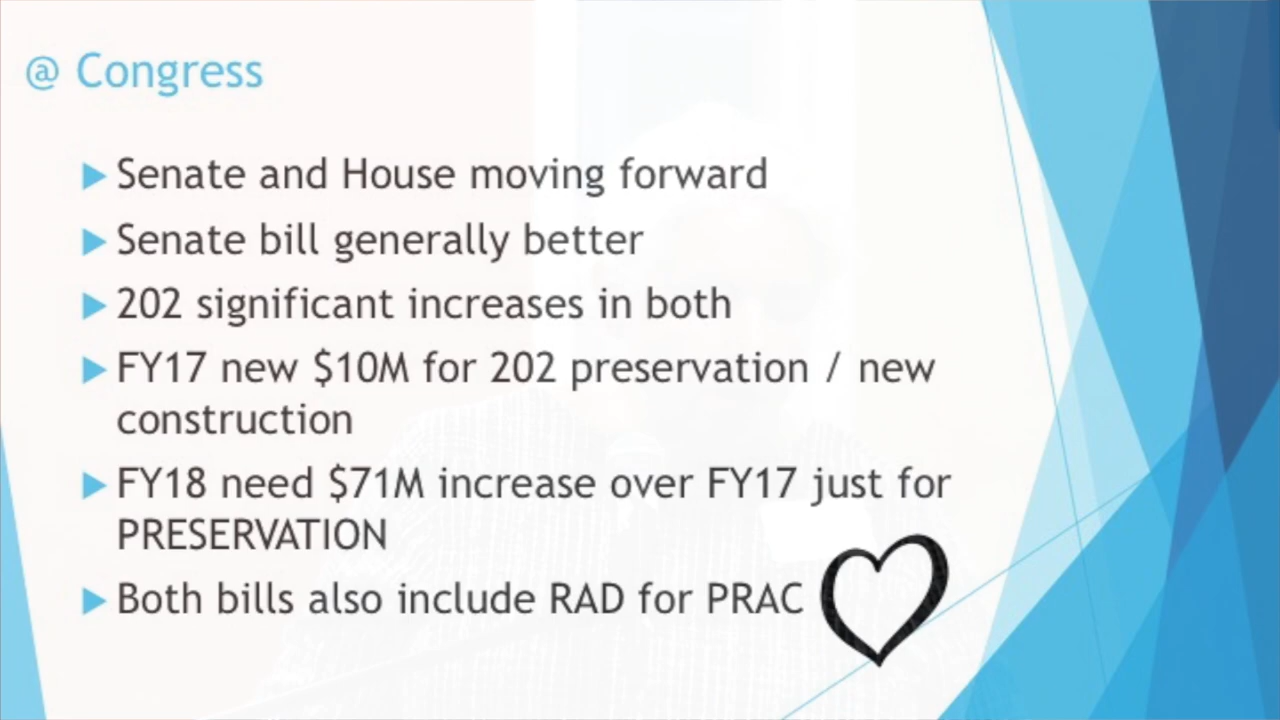 @ Congress
Senate and House moving forward
Senate bill generally better
202 significant increases in both
FY17 new $10M for 202 preservation / new
construction
FY18 need $71M increase over FY17 just for
PRESERVATION
Both bills also include RAD for PRAC